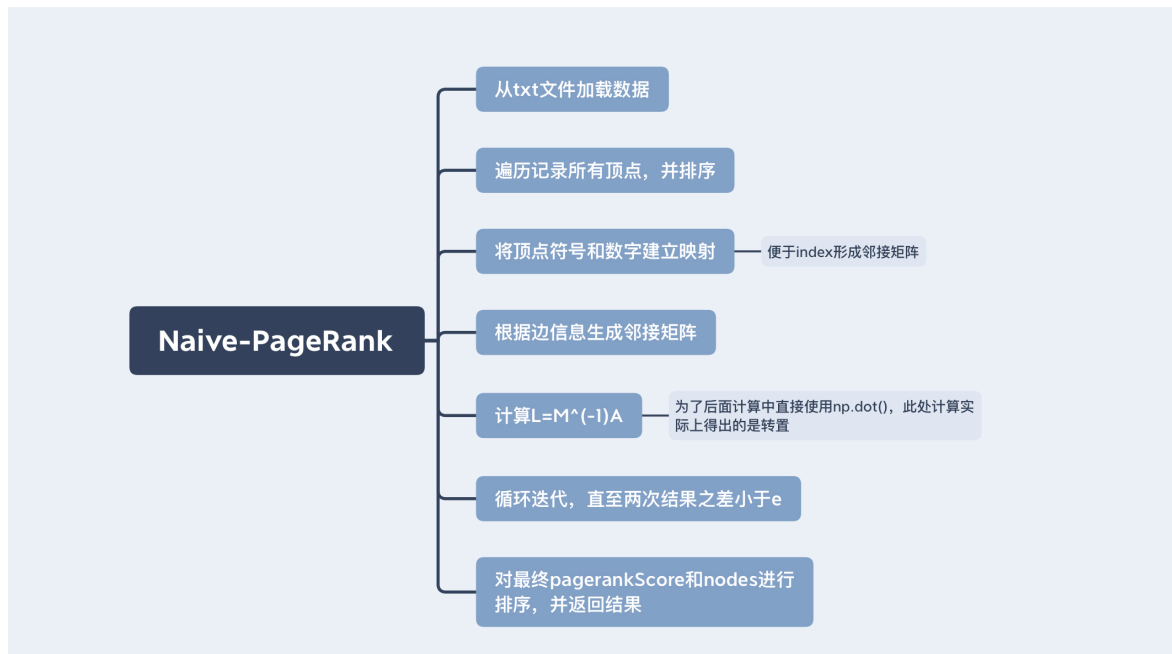 从txt文件加载数据
遍历记录所有顶点，并排序
将顶点符号和数字建立映射
便于index形成邻接矩阵
Naive-PageRank
根据边信息生成邻接矩阵
计算L=M^(-1)A
为了后面计算中直接使用np.dot()，此处计算实
际上得出的是转置
循环迭代，直至两次结果之差小于e
对最终pagerankScore和nodes进行
排序，并返回结果